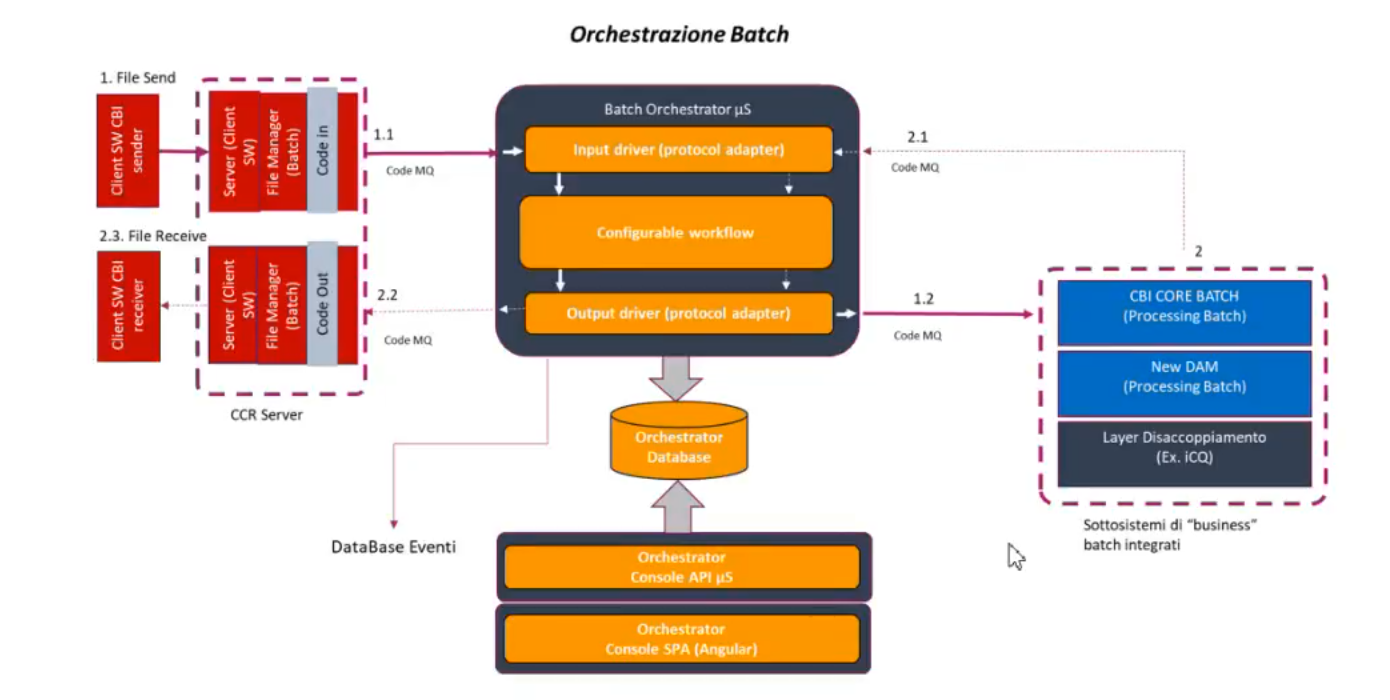 Orchestrazione Batch
1. File Send
Client SW CBI
sender
Server (Client
SW)
File Manager
(Batch)
Code in
1.1
Code MQ
Batch Orchestrator µS
Input driver (protocol adapter)
Configurable workflow
Output driver (protocol adapter)
2.1
Code MQ
2.3. File Receive
Client SW CBI
receiver
Server (Client
SW)
File Manager
(Batch)
Code Out
2.2
Code MQ
CCR Server
1.2
Code MQ
2
CBI CORE BATCH
(Processing Batch)
New DAM
(Processing Batch)
Layer Disaccoppiamento
(Ex. iCQ)
Sottosistemi di “business”
batch integrati
Orchestrator
Database
DataBase Eventi
Orchestrator
Console API µS
Orchestrator
Console SPA (Angular)